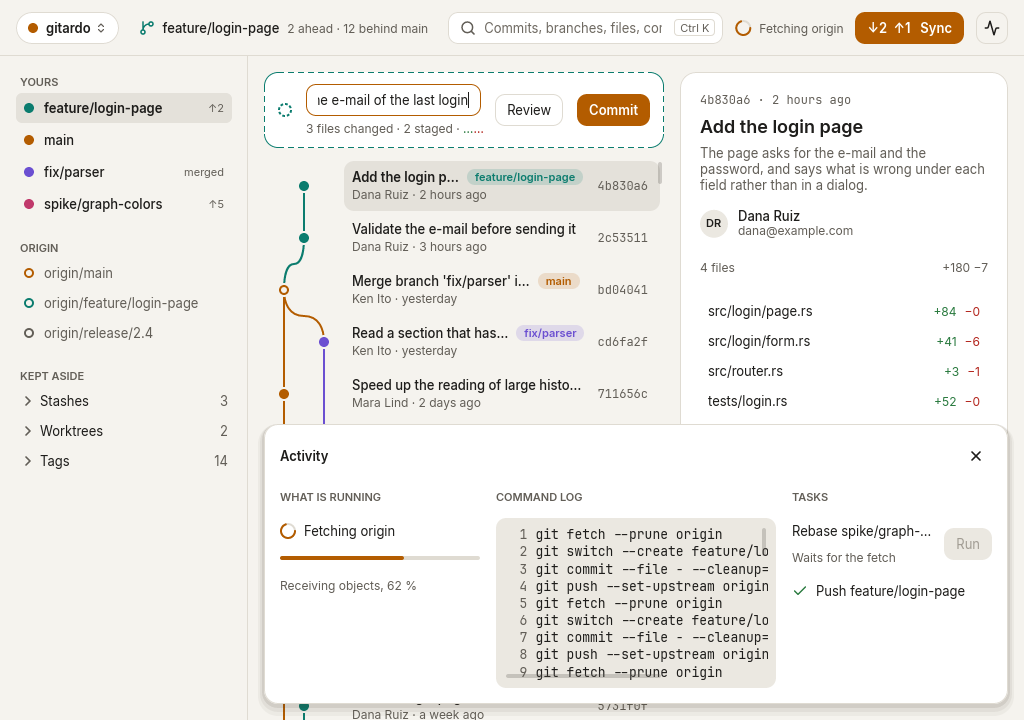 gitardo
feature/login-page 2 ahead · 12 behind main
Commits, branches, files, cor
Ctrl K
Fetching origin
↓2 ↑1 Sync
YOURS
feature/login-page ↑2
main
fix/parser merged
spike/graph-colors ↑5
ORIGIN
origin/main
origin/feature/login-page
origin/release/2.4
KEPT ASIDE
Stashes 3
Worktrees 2
Tags 14
e e-mail of the last login
3 files changed · 2 staged · ......
Review
Commit
Add the login p... feature/login-page
Dana Ruiz · 2 hours ago
4b830a6
Validate the e-mail before sending it
Dana Ruiz · 3 hours ago
2c53511
Merge branch 'fix/parser' i... main
Ken Ito · yesterday
bd04041
Read a section that has... fix/parser
Ken Ito · yesterday
cd6fa2f
Speed up the reading of large histo...
Mara Lind · 2 days ago
711656c
Dana Ruiz · a week ago
4b830a6 · 2 hours ago
Add the login page
The page asks for the e-mail and the
password, and says what is wrong under each
field rather than in a dialog.
DR
Dana Ruiz
dana@example.com
4 files +180 −7
src/login/page.rs +84 −0
src/login/form.rs +41 −6
src/router.rs +3 −1
tests/login.rs +52 −0
Activity
WHAT IS RUNNING
Fetching origin
Receiving objects, 62 %
COMMAND LOG
1 git fetch --prune origin
2 git switch --create feature/lo
3 git commit --file - --cleanup=
4 git push --set-upstream origin
5 git fetch --prune origin
6 git switch --create feature/lo
7 git commit --file - --cleanup=
8 git push --set-upstream origin
9 git fetch --prune origin
TASKS
Rebase spike/graph-...
Waits for the fetch
Run
Push feature/login-page